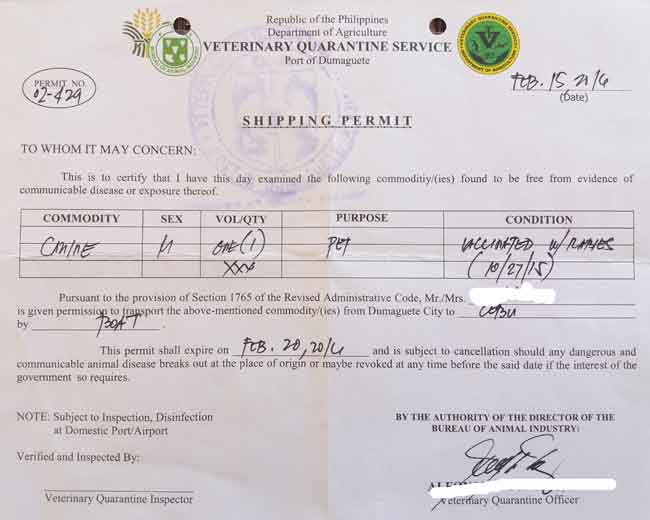 Republic of the Philippines
Department of Agriculture
VETERINARY QUARANTINE SERVICE
Port of Dumaguete
PERMIT NO.
02-429
FEB. 15 2016
(Date)
SHIPPING PERMIT
TO WHOM IT MAY CONCERN:
This is to certify that I have this day examined the following commoditiy/(ies) found to be free from evidence of
communicable disease or exposure thereof.
COMMODITY SEX VOL/QTY PURPOSE CONDITION
CANINE M ONE (1) PET VACCINATED W/ RABIES
XXX (10/27/15)
Pursuant to the provision of Section 1765 of the Revised Administrative Code, Mr./Mrs.
is given permission to transport the above-mentioned commodity/(ies) from Dumaguete City to CEBU
by BOAT .
This permit shall expire on FEB. 20, 2016 and is subject to cancellation should any dangerous and
communicable animal disease breaks out at the place of origin or maybe revoked at any time before the said date if the interest of the
government so requires.
NOTE: Subject to Inspection, Disinfection
at Domestic Port/Airport
BY THE AUTHORITY OF THE DIRECTOR OF THE
BUREAU OF ANIMAL INDUSTRY:
Verified and Inspected By:
Veterinary Quarantine Inspector
Veterinary Quarantine Officer